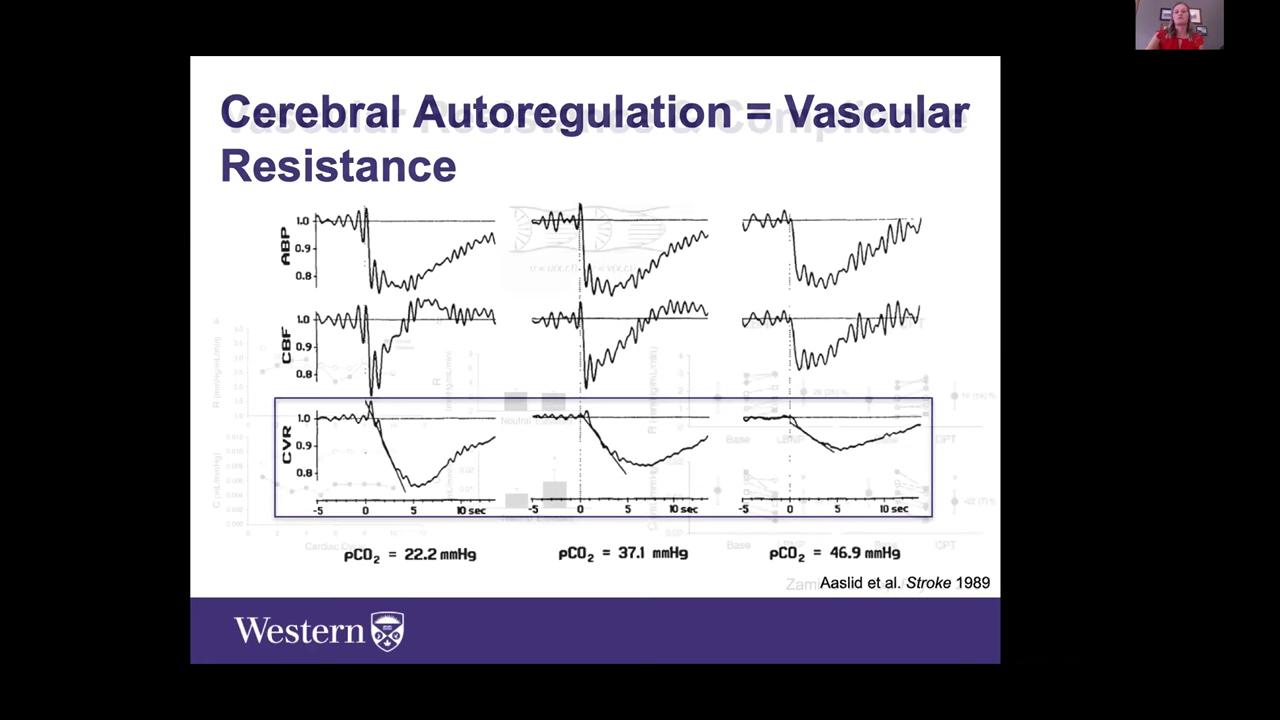 Cerebral Autoregulation = Vascular
Resistance
ABP
1.0
0.9
0.8
CBF
1.0
0.9
0.8
CVR
1.0
0.9
0.8
-5 0 5 10 sec
-5 0 5 10 sec
-5 0 5 10 sec
pCO₂ = 22.2 mmHg
pCO₂ = 37.1 mmHg
pCO₂ = 46.9 mmHg
Aaslid et al. Stroke 1989
Western